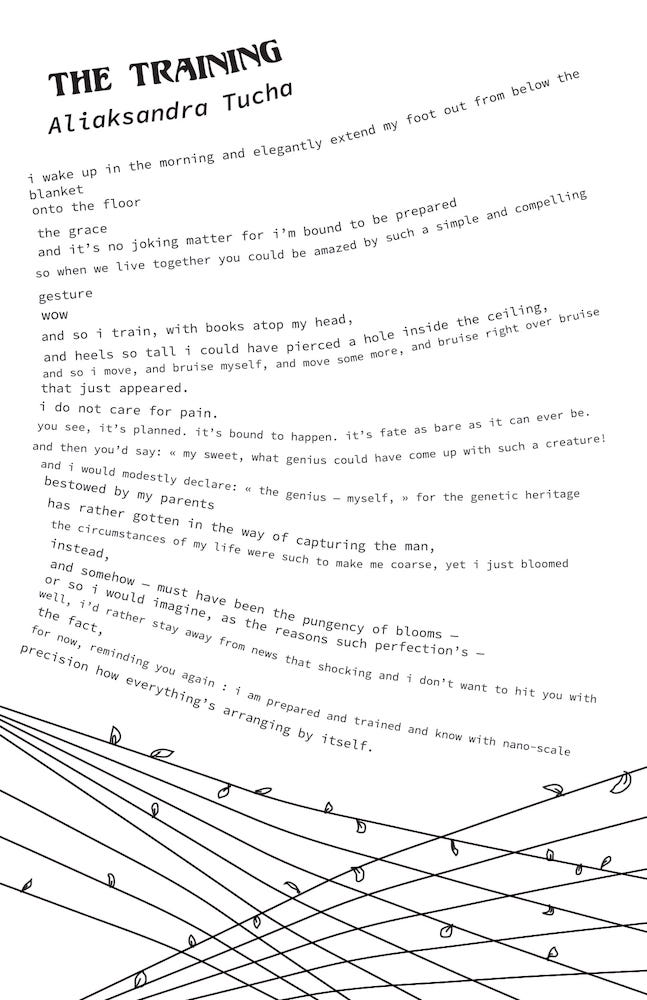 THE TRAINING
Aliaksandra Tucha
i wake up in the morning and elegantly extend my foot out from below the
blanket
onto the floor
the grace
and it's no joking matter for i'm bound to be prepared
so when we live together you could be amazed by such a simple and compelling
gesture
wow
and so i train, with books atop my head,
and heels so tall i could have pierced a hole inside the ceiling,
and so i move, and bruise myself, and move some more, and bruise right over bruise
that just appeared.
i do not care for pain.
you see, it's planned. it's bound to happen. it's fate as bare as it can ever be.
and then you'd say: « my sweet, what genius could have come up with such a creature!
and i would modestly declare: « the genius — myself, » for the genetic heritage
bestowed by my parents
has rather gotten in the way of capturing the man,
the circumstances of my life were such to make me coarse, yet i just bloomed
instead,
and somehow — must have been the pungency of blooms —
or so i would imagine, as the reasons such perfection's —
well, i'd rather stay away from news that shocking and i don't want to hit you with
the fact,
for now, reminding you again : i am prepared and trained and know with nano-scale
precision how everything's arranging by itself.